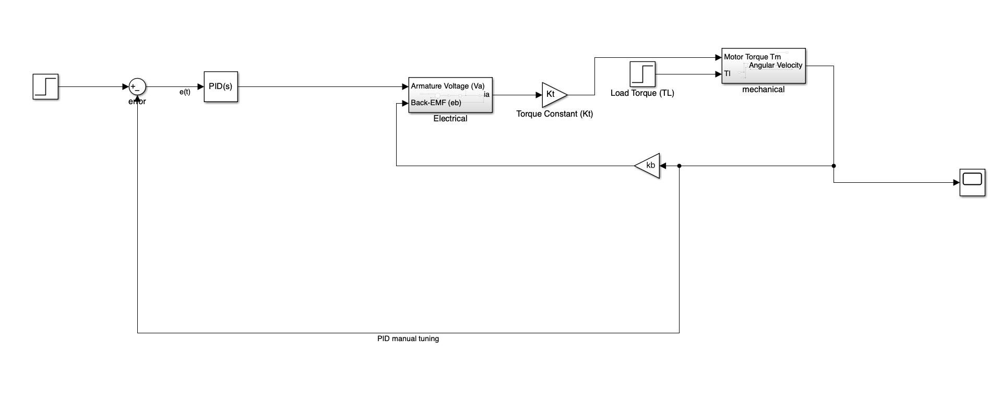 Motor Torque Tm
Angular Velocity
Tl
mechanical
+
−
error
e(t)
PID(s)
Armature Voltage (Va)
ia
Back-EMF (eb)
Electrical
Kt
Torque Constant (Kt)
Load Torque (TL)
kb
PID manual tuning